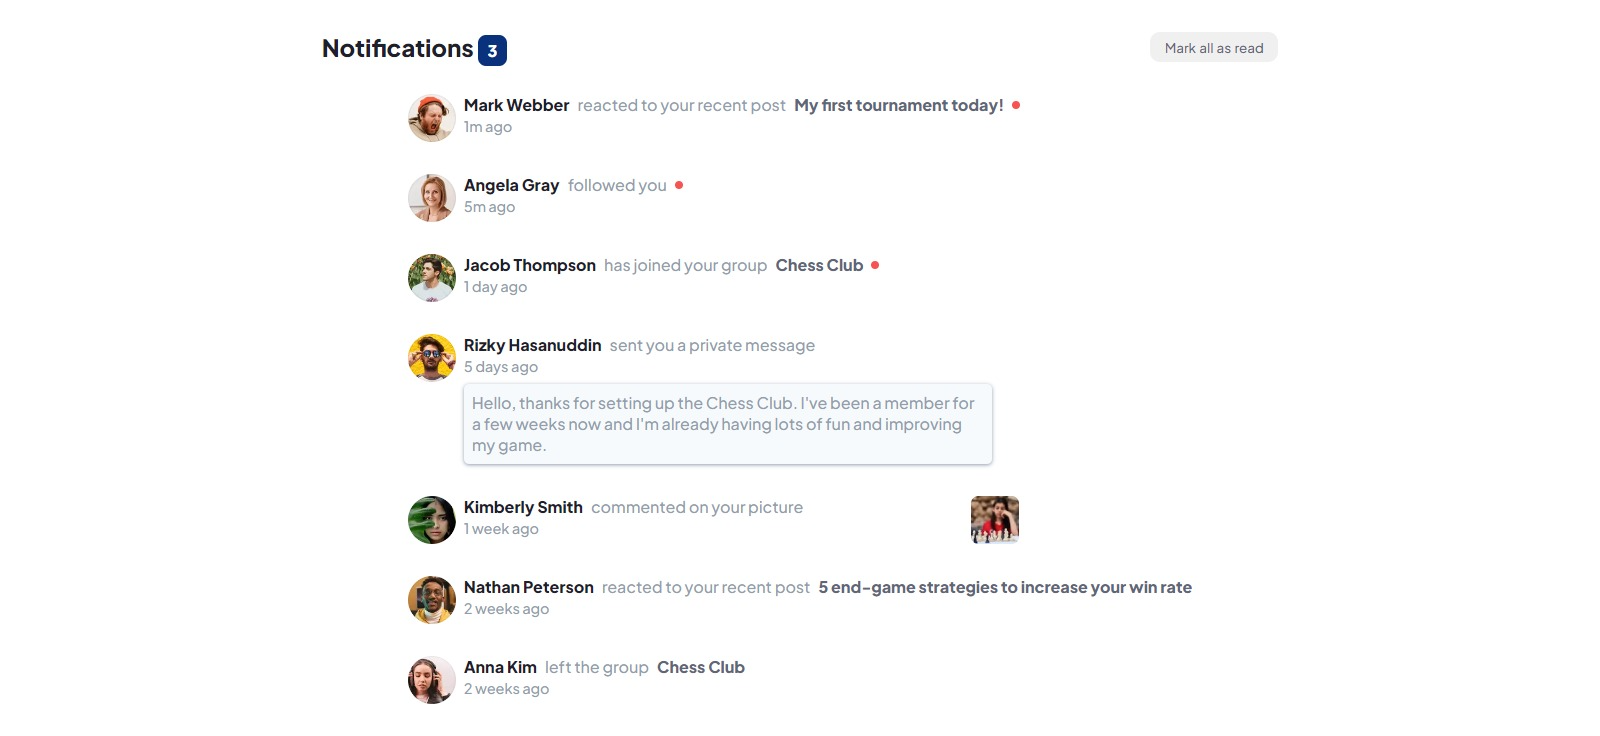 Notifications 3
Mark all as read
Mark Webber reacted to your recent post My first tournament today!
1m ago
Angela Gray followed you
5m ago
Jacob Thompson has joined your group Chess Club
1 day ago
Rizky Hasanuddin sent you a private message
5 days ago
Hello, thanks for setting up the Chess Club. I've been a member for
a few weeks now and I'm already having lots of fun and improving
my game.
Kimberly Smith commented on your picture
1 week ago
Nathan Peterson reacted to your recent post 5 end-game strategies to increase your win rate
2 weeks ago
Anna Kim left the group Chess Club
2 weeks ago